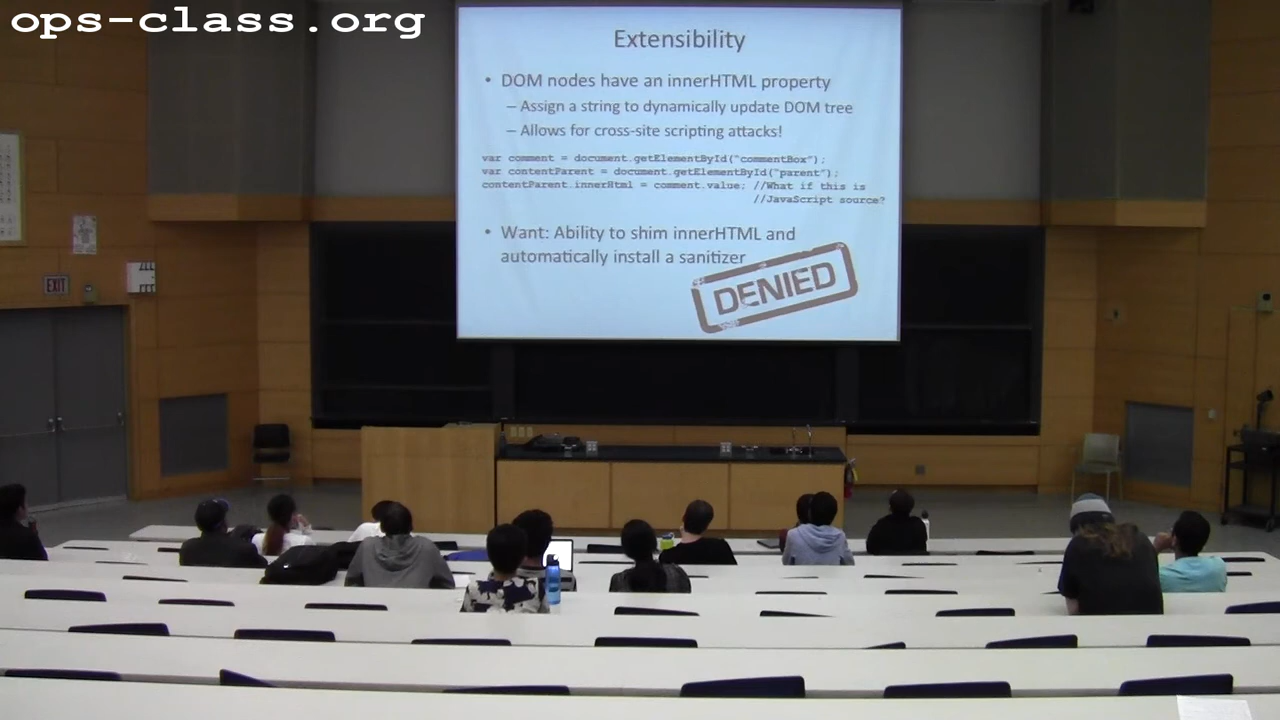 ops-class.org
Extensibility
• DOM nodes have an innerHTML property
– Assign a string to dynamically update DOM tree
– Allows for cross-site scripting attacks!
var comment = document.getElementById("commentBox");
var contentParent = document.getElementById("parent");
contentParent.innerHtml = comment.value; //What if this is
//JavaScript source?
• Want: Ability to shim innerHTML and
automatically install a sanitizer
DENIED
EXIT